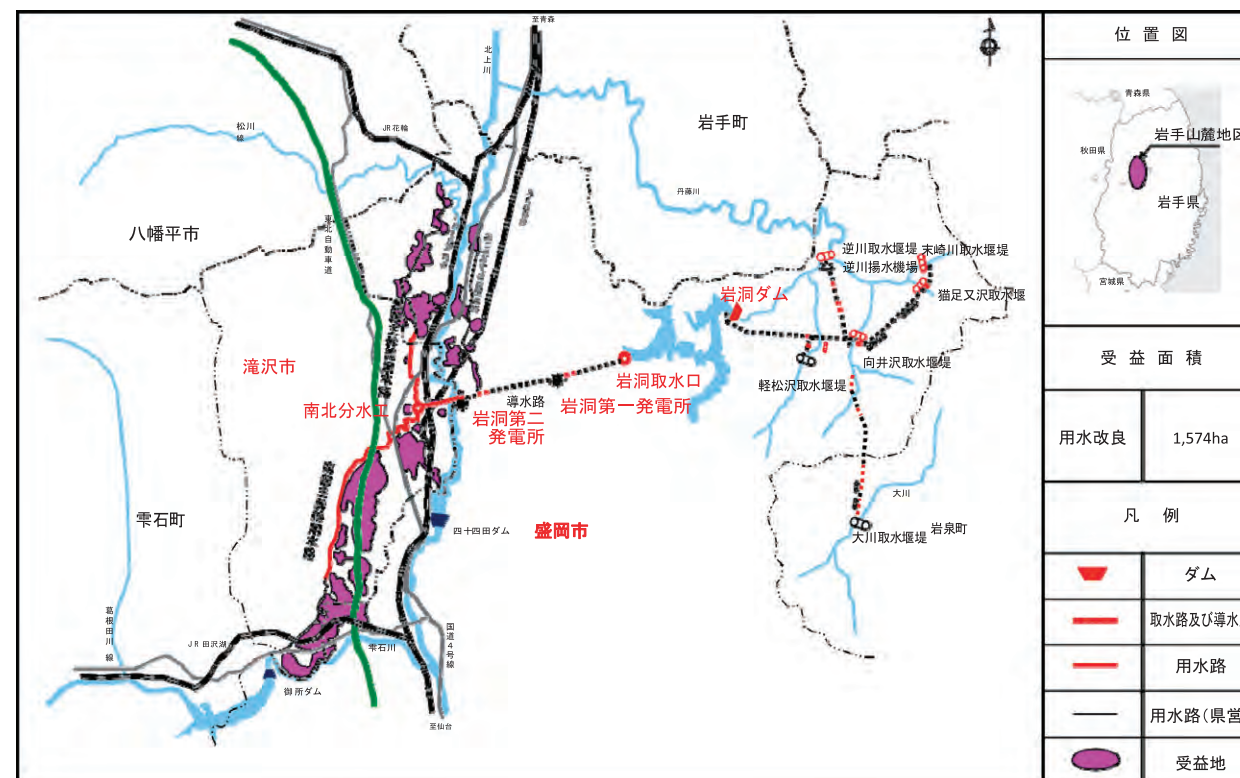 至青森
北上川
岩手町
JR花輪
線
松川
丹藤川
八幡平市
東北自動車道
逆川取水堰堤
末崎川取水堰堤
逆川揚水機場
猫足又沢取水堰
岩洞ダム
向井沢取水堰堤
軽松沢取水堰堤
滝沢市
岩洞取水口
南北分水工
導水路
岩洞第一発電所
岩洞第二
発電所
大川
雫石町
四十四田ダム
盛岡市
大川取水堰堤
岩泉町
葛根田川
線
JR田沢湖
雫石川
国道4号線
御所ダム
至仙台
位置図
青森県
岩手山麓地区
秋田県
岩手県
宮城県
受益面積
用水改良
1,574ha
凡例
ダム
取水路及び導水
用水路
用水路(県営
受益地